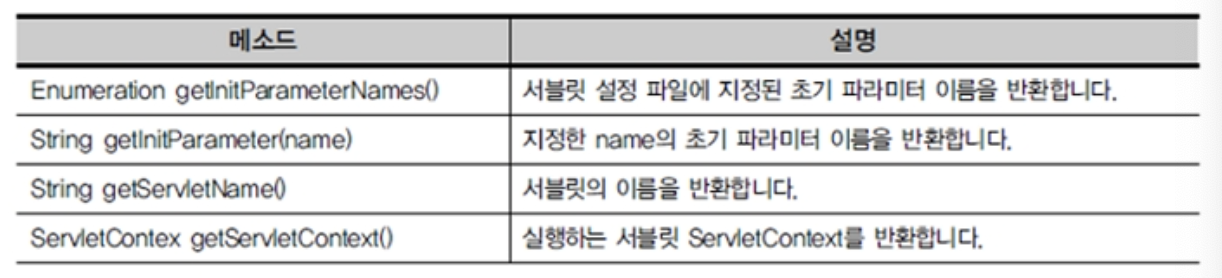 메소드 설명
Enumeration getInitParameterNames() 서블릿 설정 파일에 지정된 초기 파라미터 이름을 반환합니다.
String getInitParameter(name) 지정한 name의 초기 파라미터 이름을 반환합니다.
String getServletName() 서블릿의 이름을 반환합니다.
ServletContex getServletContext() 실행하는 서블릿 ServletContext를 반환합니다.